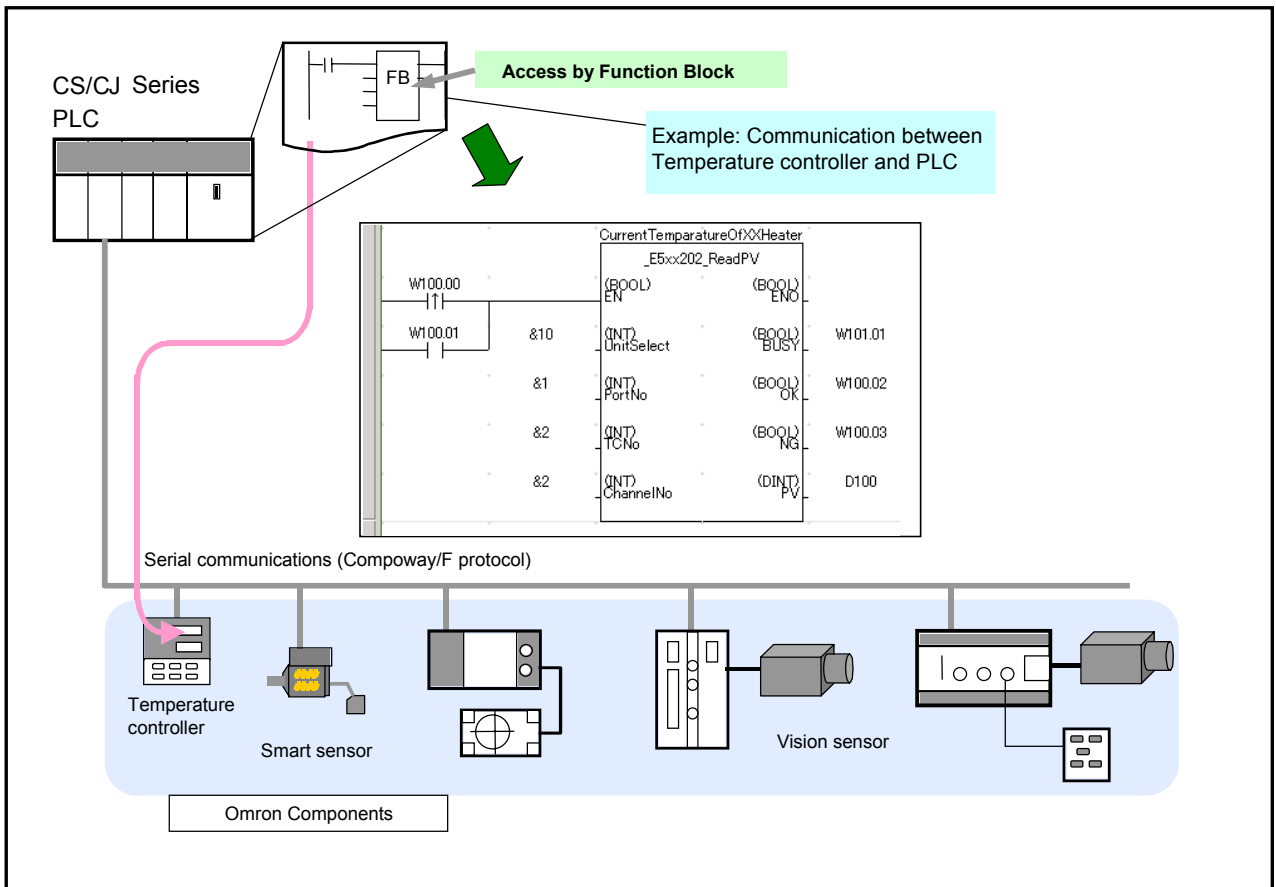 CS/CJ Series
PLC
FB
Access by Function Block
Example: Communication between
Temperature controller and PLC
CurrentTemparatureOfXXHeater
_E5xx202_ReadPV
W100.00
(BOOL)
EN
(BOOL)
ENO
W100.01
&10
(INT)
UnitSelect
(BOOL)
BUSY
W101.01
&1
(INT)
PortNo
(BOOL)
OK
W100.02
&2
(INT)
TCNo
(BOOL)
NG
W100.03
&2
(INT)
ChannelNo
(DINT)
PV
D100
Serial communications (Compoway/F protocol)
Temperature
controller
Smart sensor
Vision sensor
Omron Components